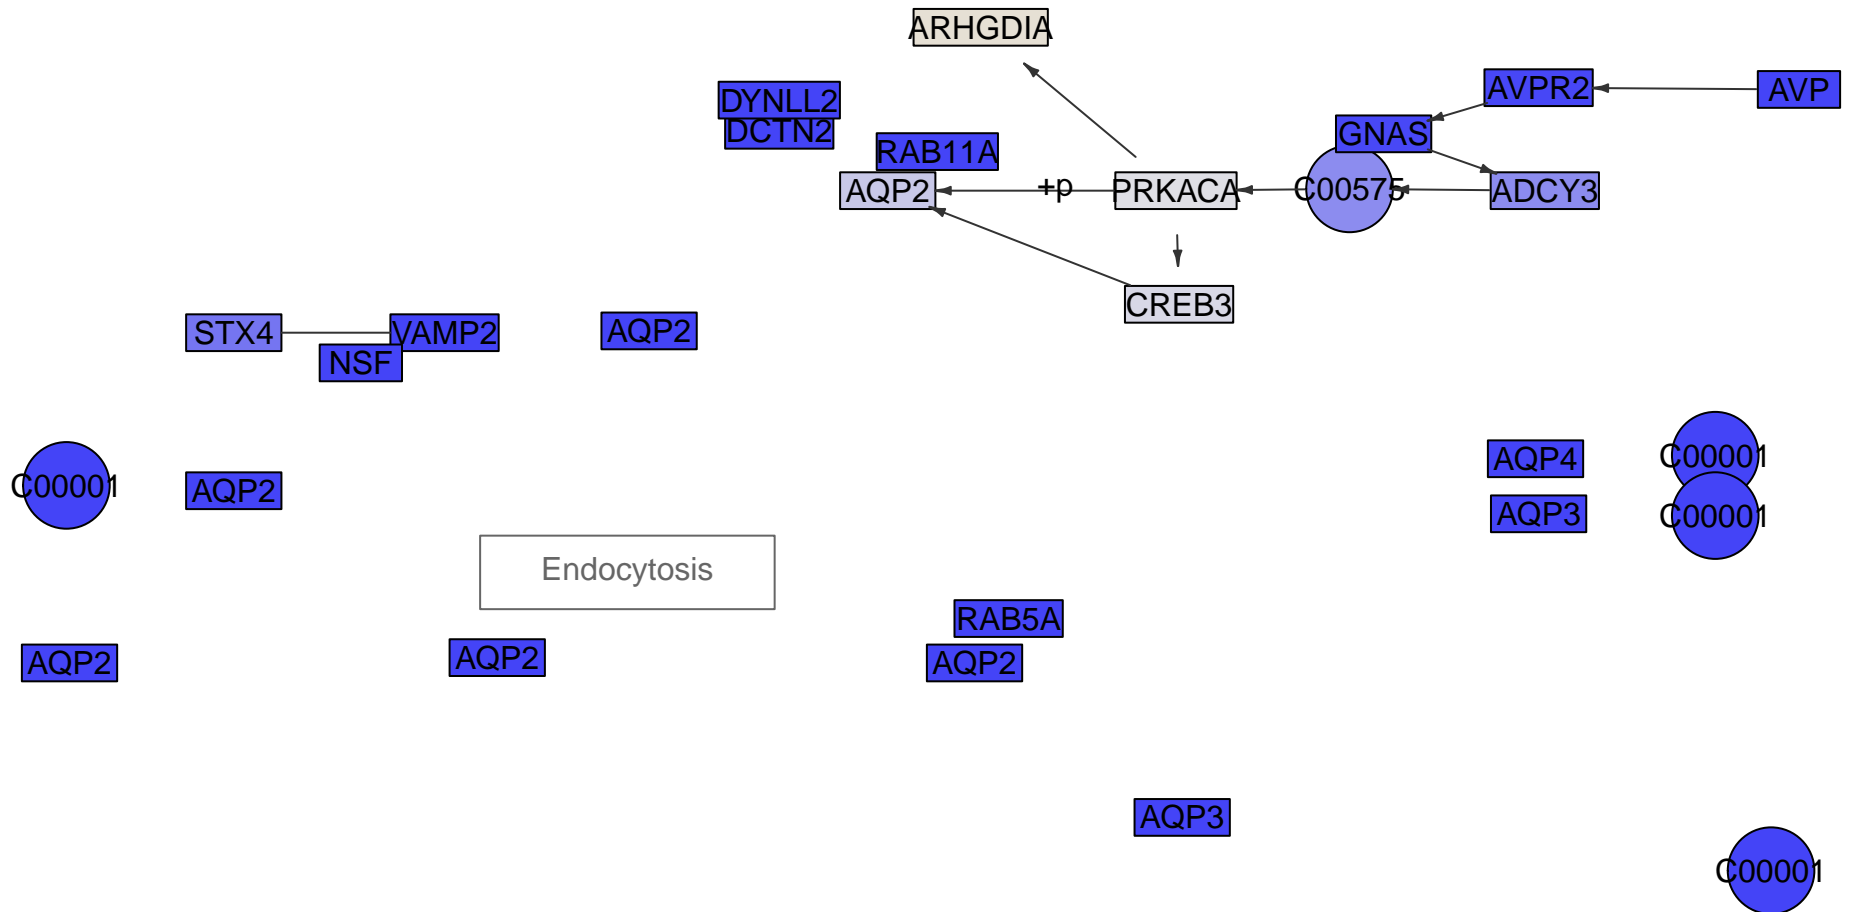 ARHGDIA
DYNLL2
DCTN2
AVPR2
AVP
GNAS
RAB11A
AQP2
+p
PRKACA
C00575
ADCY3
CREB3
STX4
VAMP2
NSF
AQP2
C00001
AQP2
AQP4
C00001
AQP3
C00001
Endocytosis
RAB5A
AQP2
AQP2
AQP2
AQP3
C00001